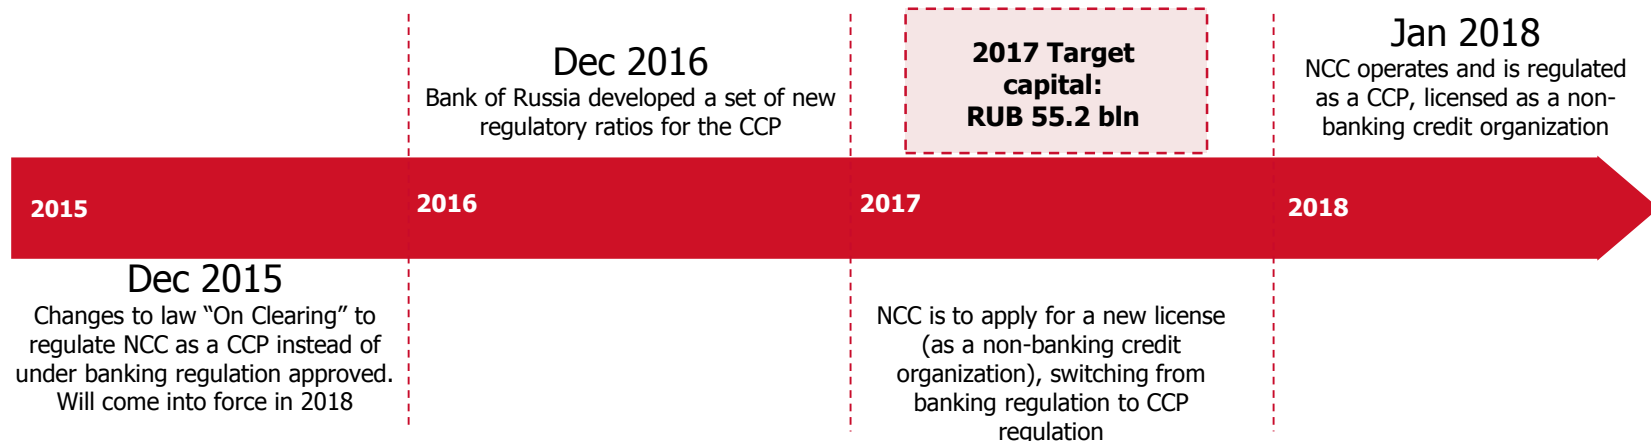 Dec 2016
Bank of Russia developed a set of new
regulatory ratios for the CCP
2017 Target
capital:
RUB 55.2 bln
Jan 2018
NCC operates and is regulated
as a CCP, licensed as a non-
banking credit organization
2015
2016
2017
2018
Dec 2015
Changes to law “On Clearing” to
regulate NCC as a CCP instead of
under banking regulation approved.
Will come into force in 2018
NCC is to apply for a new license
(as a non-banking credit
organization), switching from
banking regulation to CCP
regulation